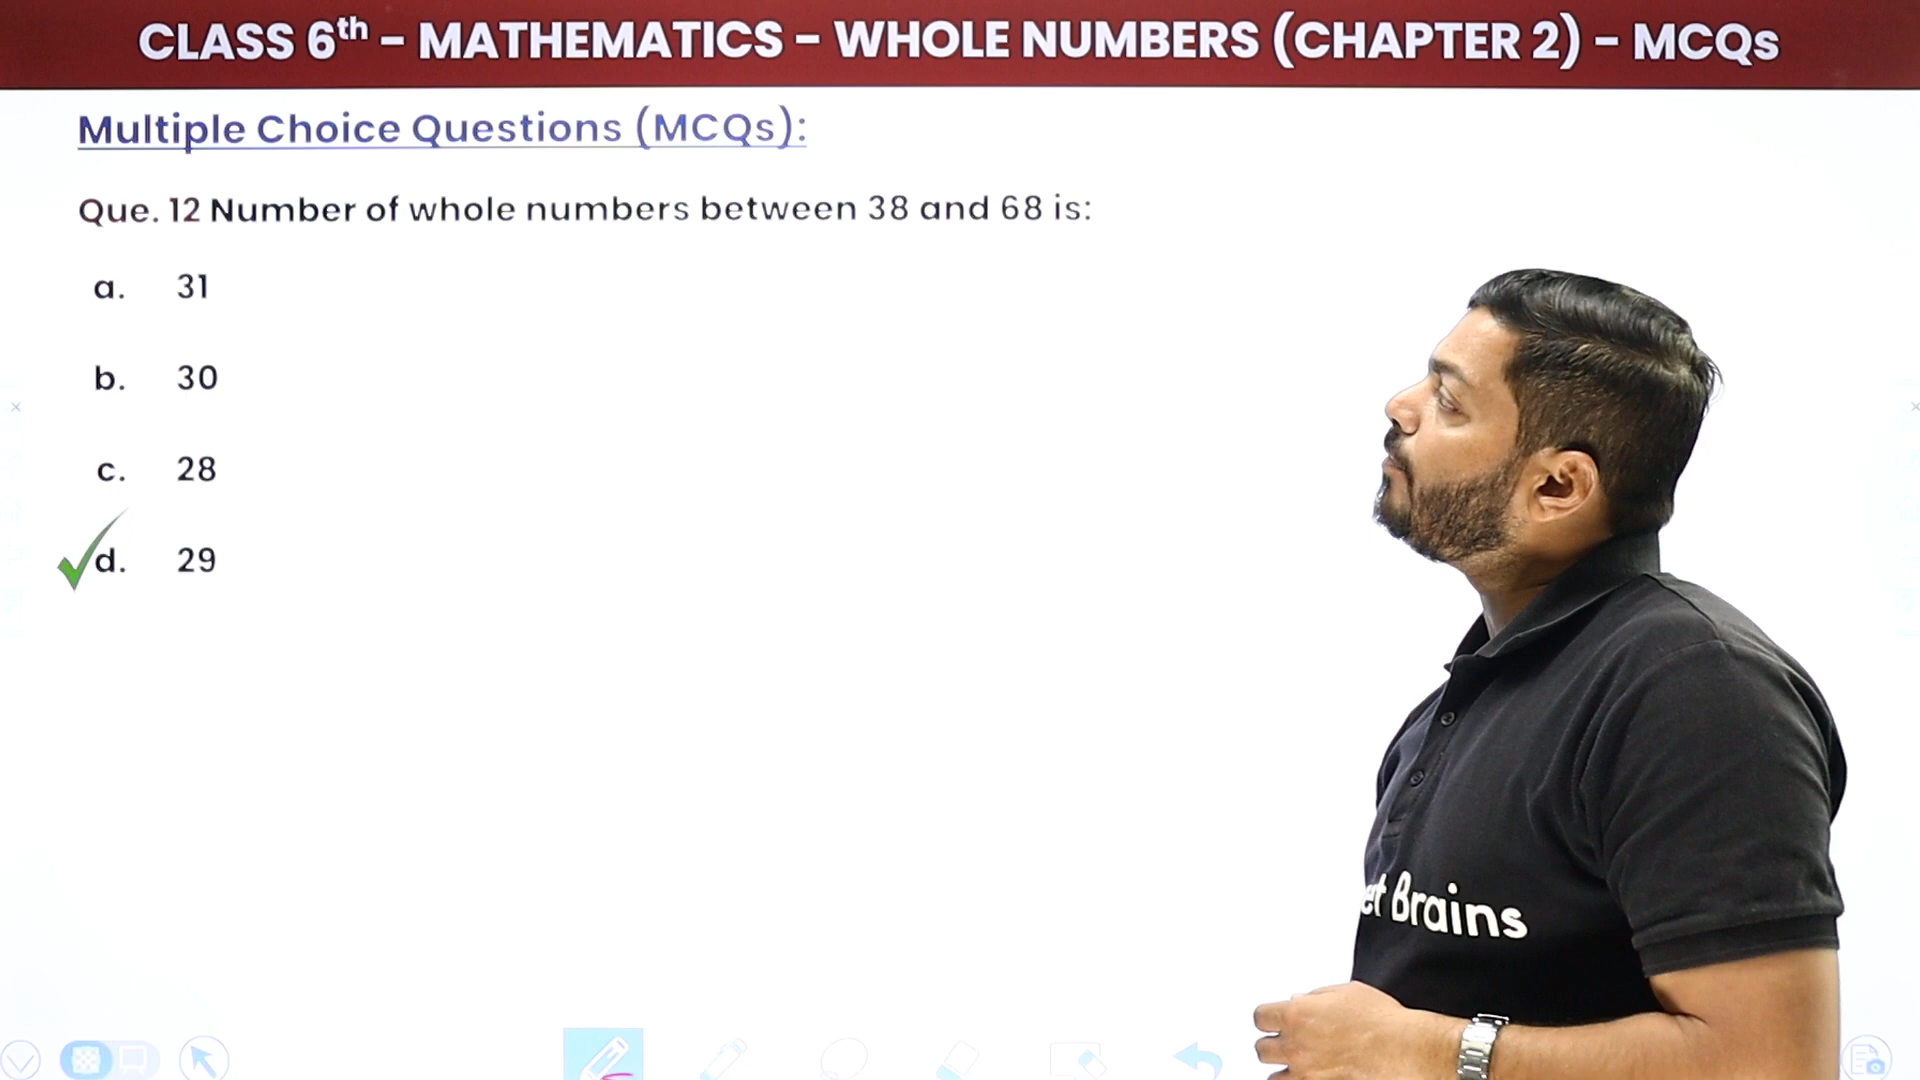 CLASS 6th - MATHEMATICS - WHOLE NUMBERS (CHAPTER 2) - MCQs
Multiple Choice Questions (MCQs):
Que. 12 Number of whole numbers between 38 and 68 is:
a. 31
b. 30
c. 28
d. 29
et Brains